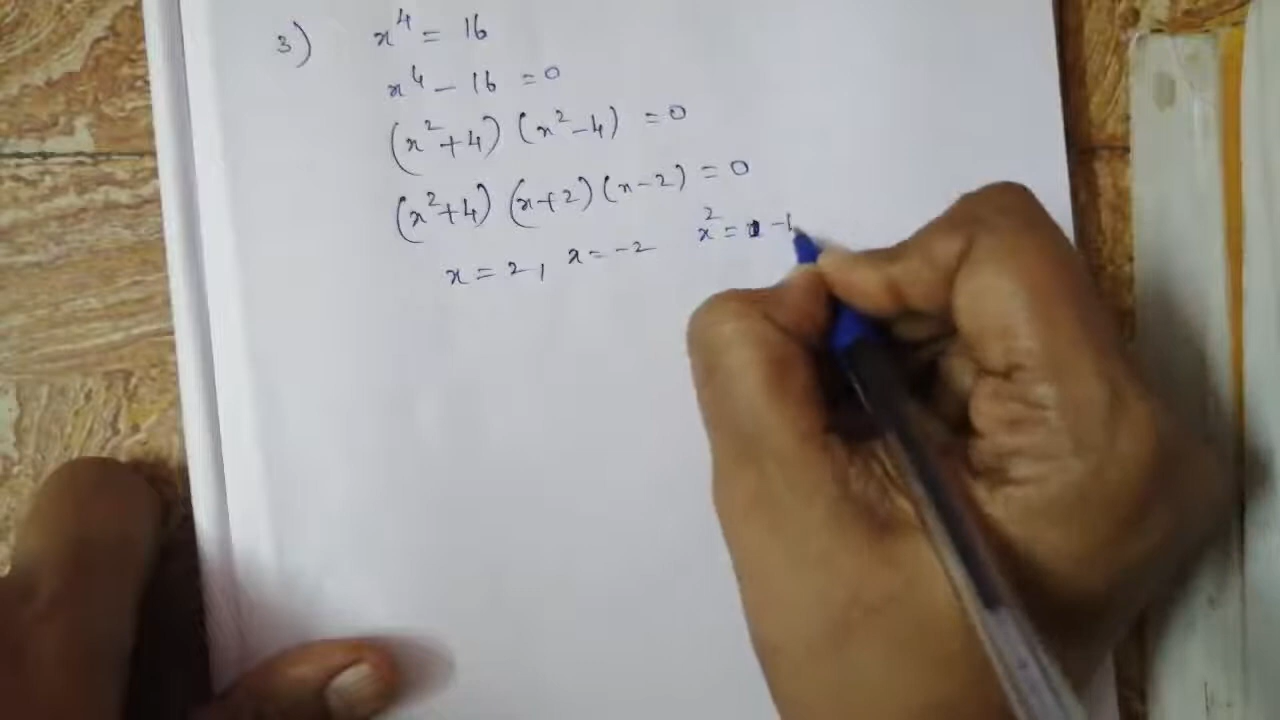 3) x⁴ = 16
x⁴ - 16 = 0
(x²+4) (x²-4) = 0
(x²+4) (x+2) (x-2) = 0
x = 2, x = -2 x² = -